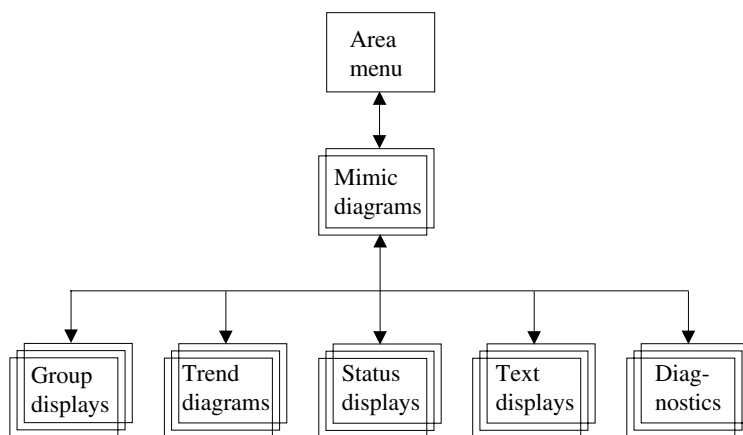 Area
menu
Mimic
diagrams
Group
displays
Trend
diagrams
Status
displays
Text
displays
Diag-
nostics